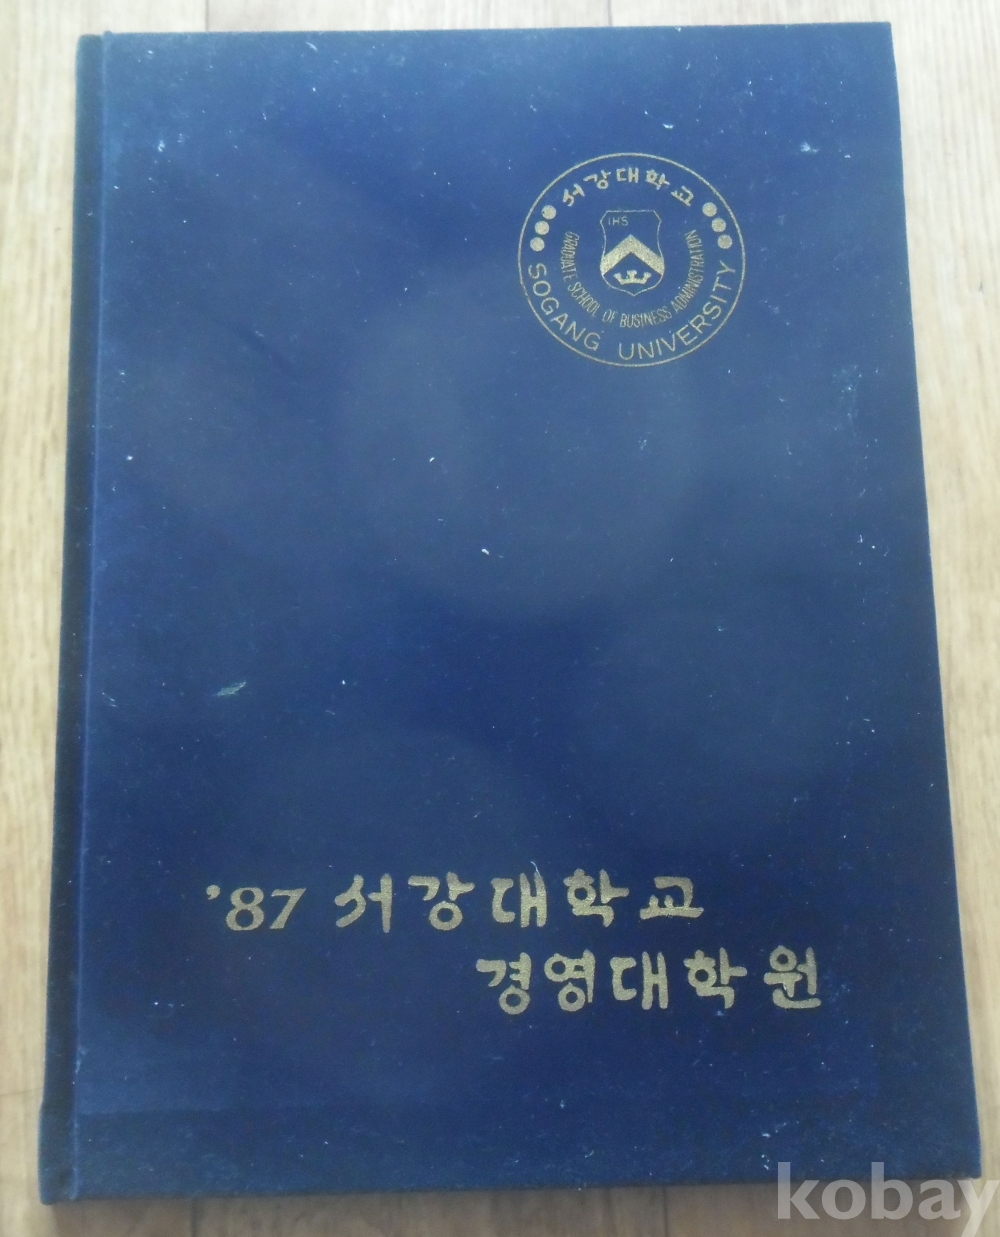 서강대학교
IHS
GRADUATE SCHOOL OF BUSINESS ADMINISTRATION
SOGANG UNIVERSITY
'87 서강대학교
경영대학원
kobay